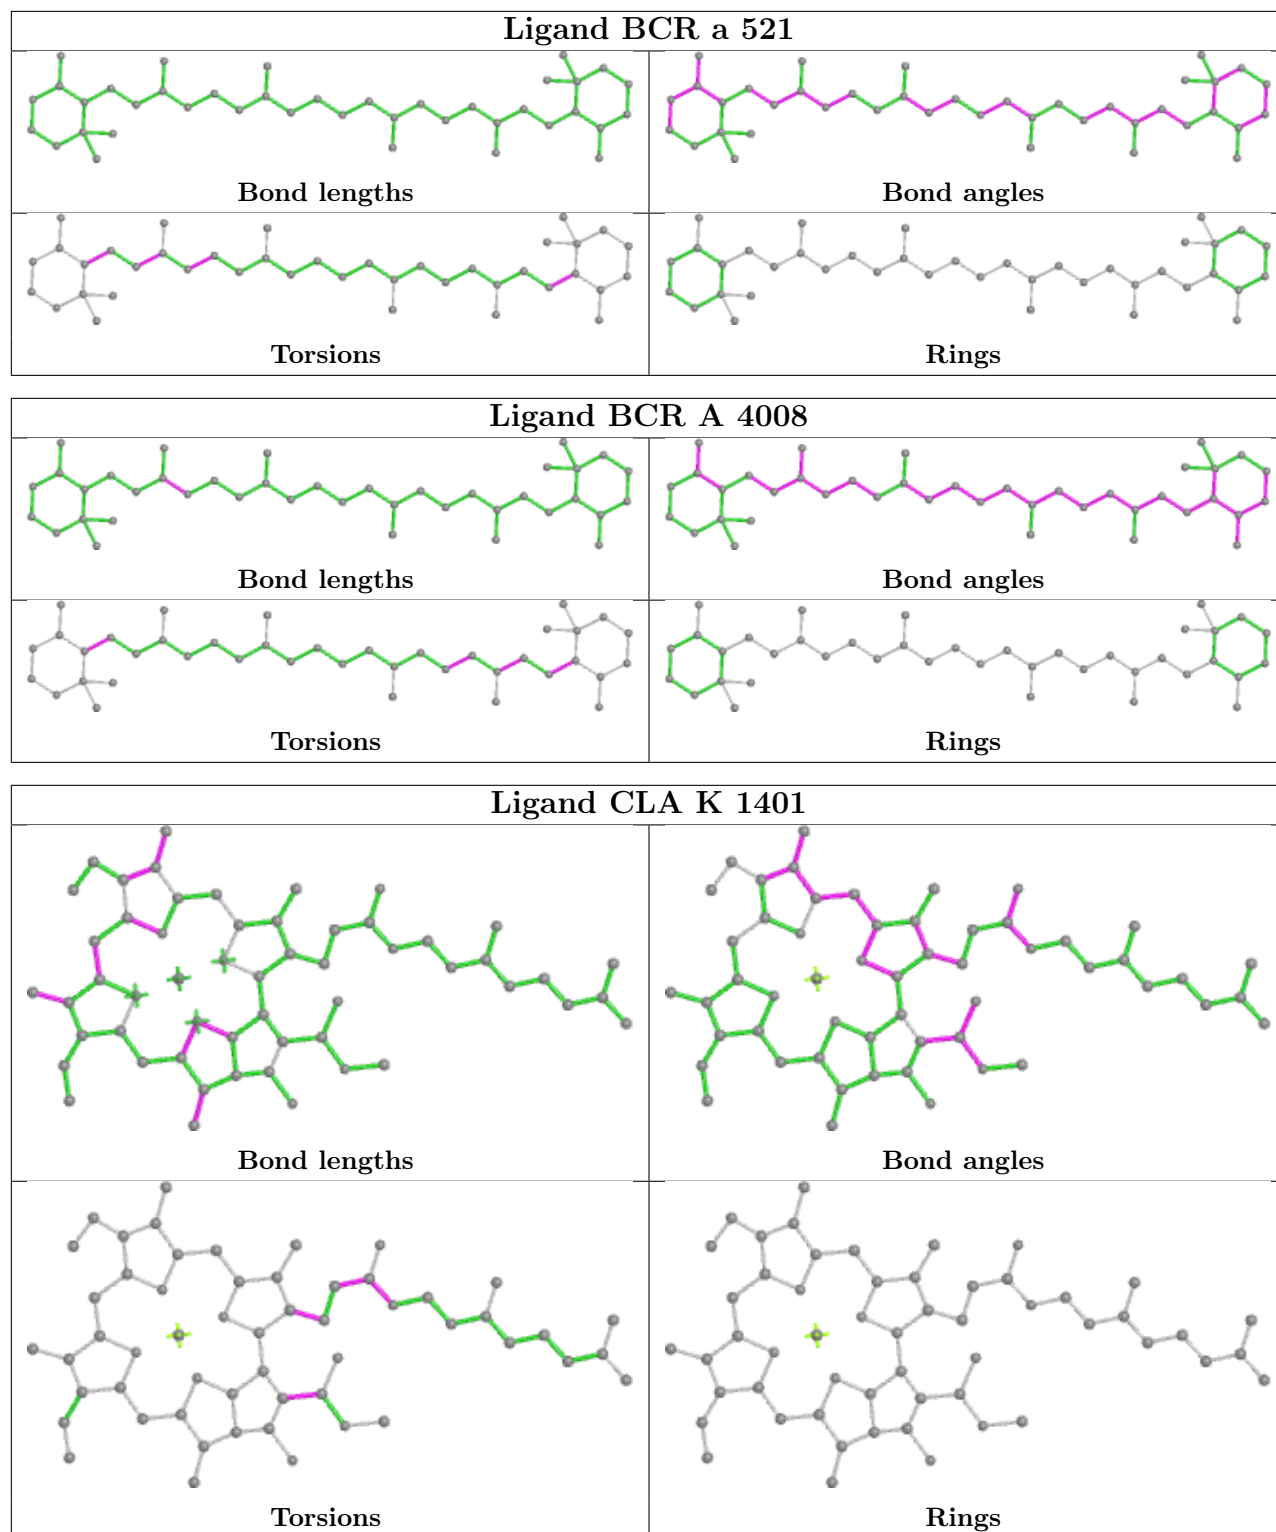 Ligand BCR a 521
Bond lengths
Bond angles
Torsions
Rings
Ligand BCR A 4008
Bond lengths
Bond angles
Torsions
Rings
Ligand CLA K 1401
Bond lengths
Bond angles
Torsions
Rings